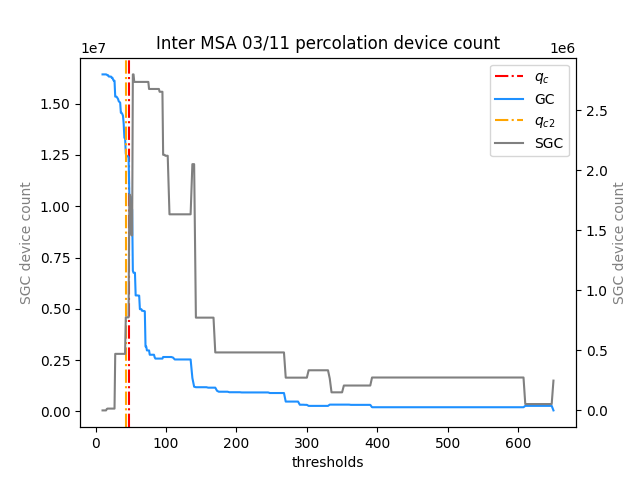 Inter MSA 03/11 percolation device count
1e7
1e6
q_c
GC
q_{c2}
SGC
1.50
1.25
1.00
0.75
0.50
0.25
0.00
2.5
2.0
1.5
1.0
0.5
0.0
SGC device count
SGC device count
0 100 200 300 400 500 600
thresholds